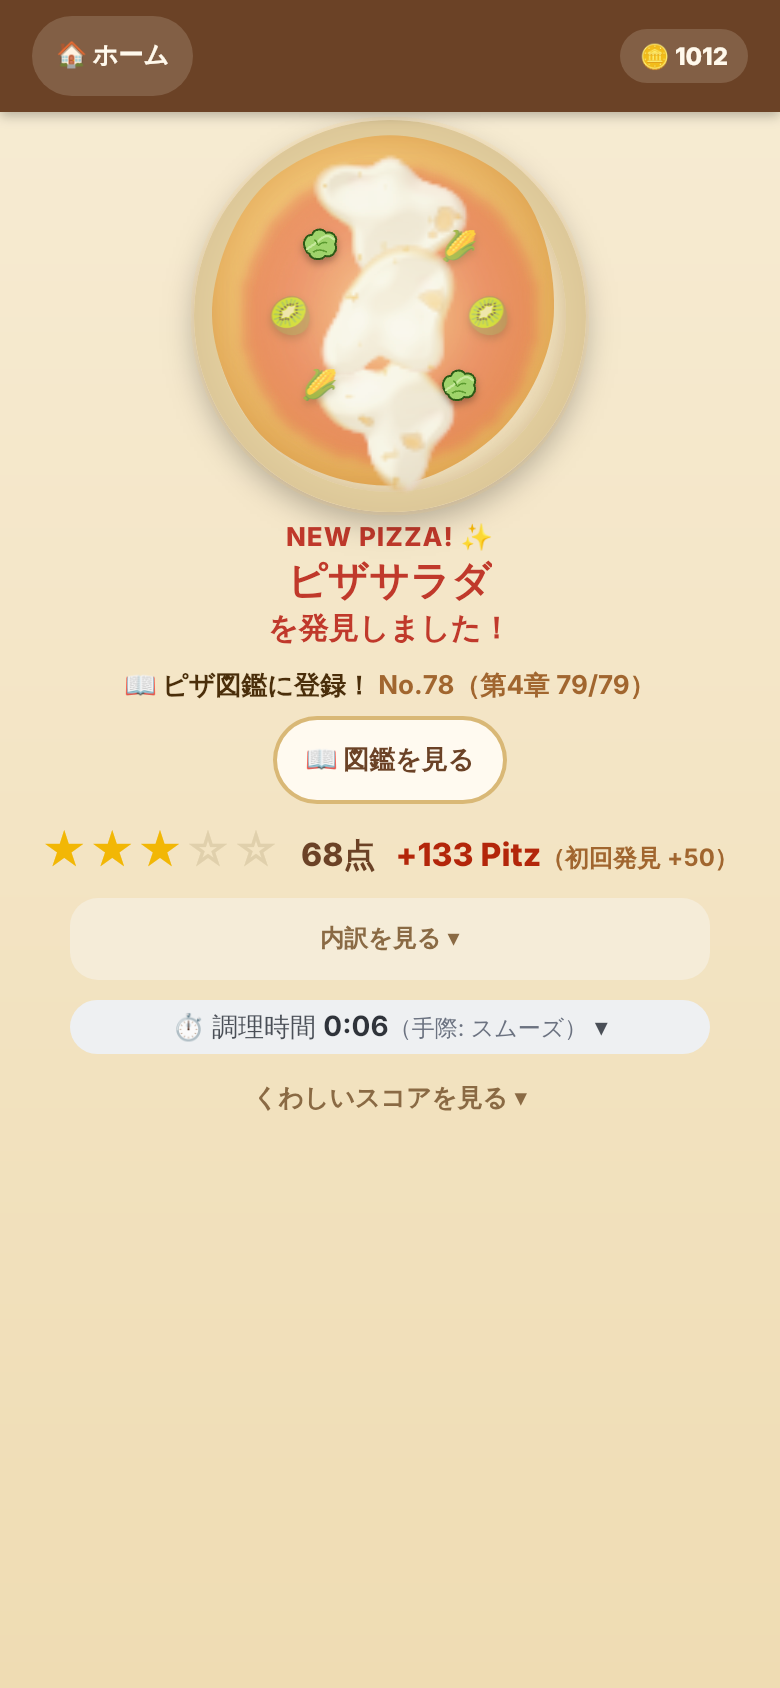 🏠 ホーム
🪙 1012
NEW PIZZA! ✨
ピザサラダ
を発見しました！
📖 ピザ図鑑に登録！ No.78（第4章 79/79）
📖 図鑑を見る
★★★☆☆ 68点 +133 Pitz（初回発見 +50）
内訳を見る ▾
⏱️ 調理時間 0:06（手際: スムーズ） ▾
くわしいスコアを見る ▾